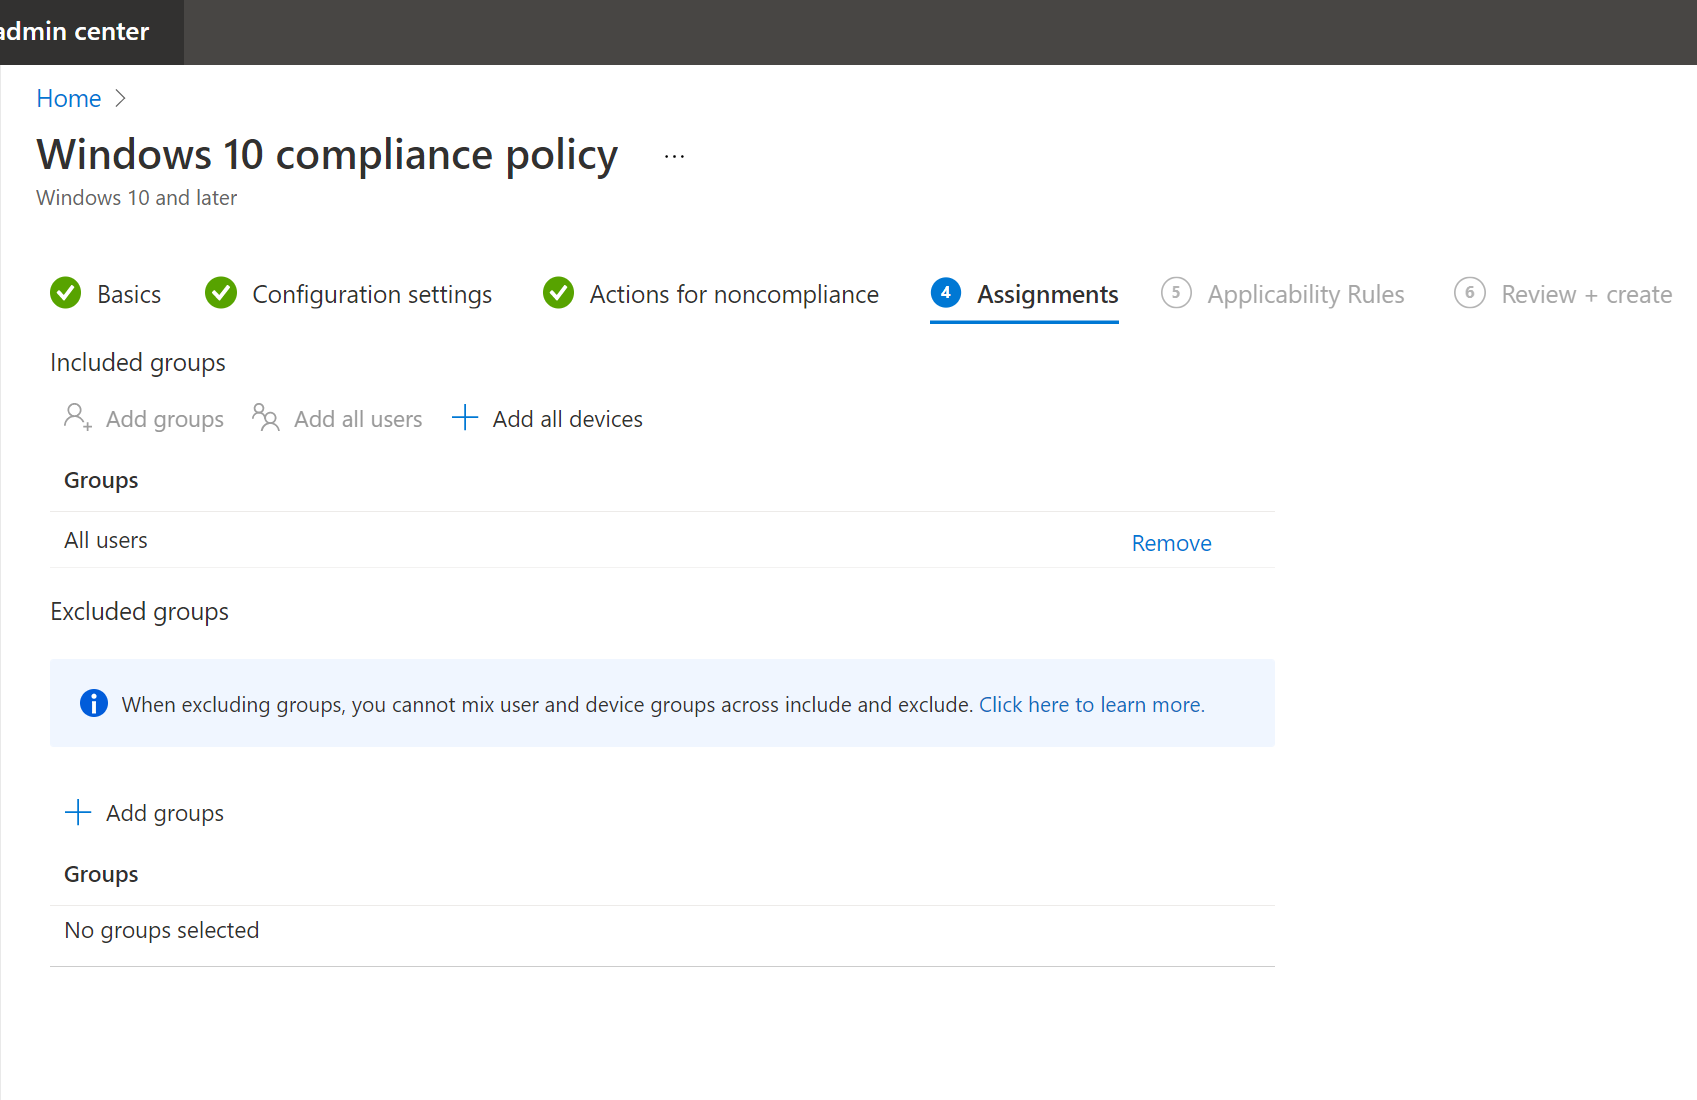 admin center
Home
Windows 10 compliance policy ...
Windows 10 and later
Basics Configuration settings Actions for noncompliance 4 Assignments 5 Applicability Rules 6 Review + create
Included groups
Add groups Add all users Add all devices
Groups
All users Remove
Excluded groups
When excluding groups, you cannot mix user and device groups across include and exclude. Click here to learn more.
Add groups
Groups
No groups selected